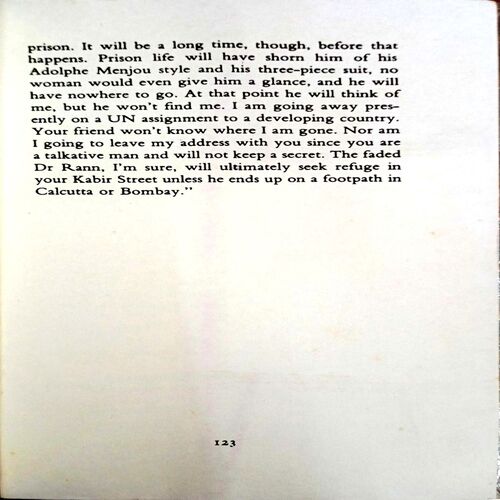 prison. It will be a long time, though, before that
happens. Prison life will have shorn him of his
Adolphe Menjou style and his three-piece suit, no
woman would even give him a glance, and he will
have nowhere to go. At that point he will think of
me, but he won't find me. I am going away pres-
ently on a UN assignment to a developing country.
Your friend won't know where I am gone. Nor am
I going to leave my address with you since you are
a talkative man and will not keep a secret. The faded
Dr Rann, I'm sure, will ultimately seek refuge in
your Kabir Street unless he ends up on a footpath in
Calcutta or Bombay."
123